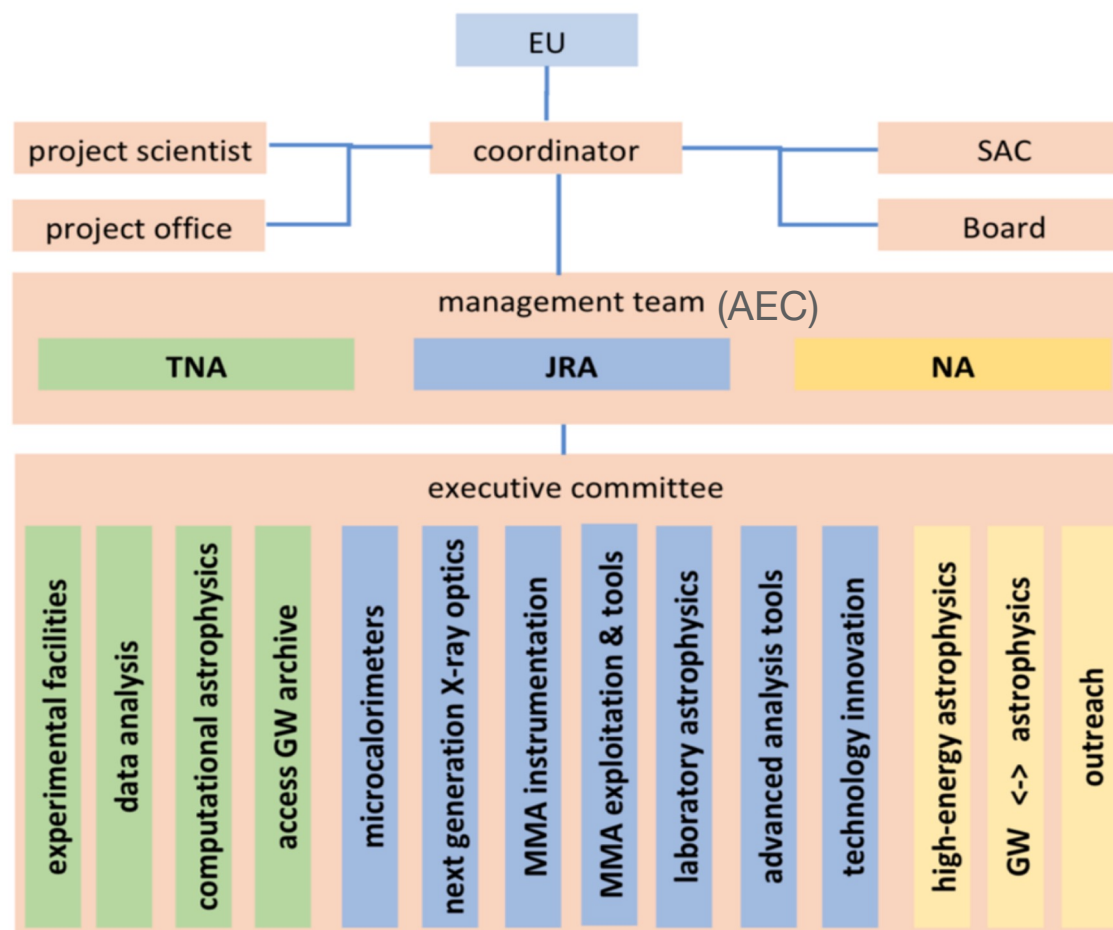 EU
project scientist
coordinator
SAC
project office
Board
management team (AEC)
TNA
JRA
NA
executive committee
experimental facilities
data analysis
computational astrophysics
access GW archive
microcalorimeters
next generation X-ray optics
MMA instrumentation
MMA exploitation & tools
laboratory astrophysics
advanced analysis tools
technology innovation
high-energy astrophysics
GW <-> astrophysics
outreach